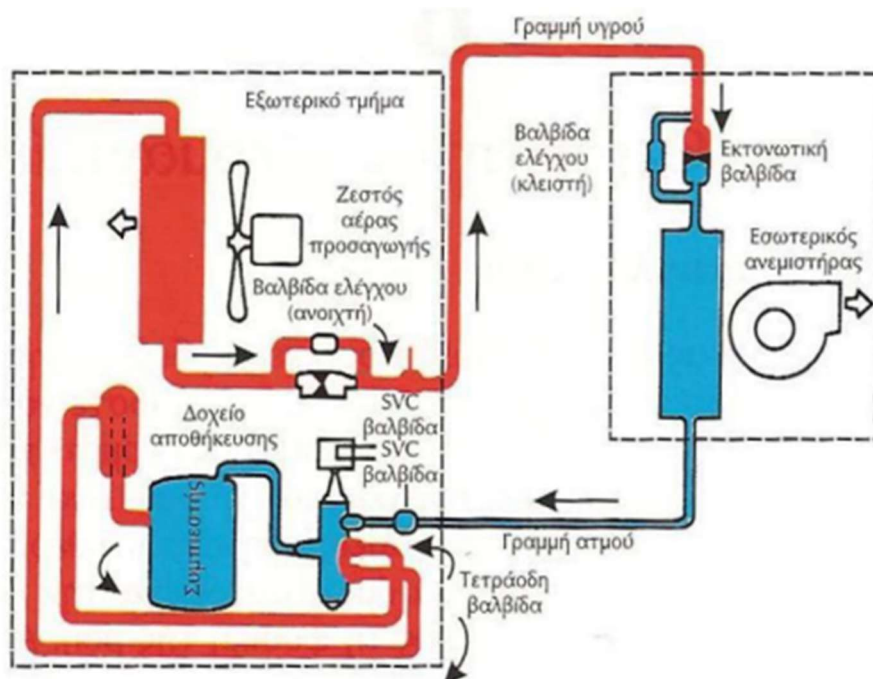 Γραμμή υγρού
Εξωτερικό τμήμα
Βαλβίδα
ελέγχου
(κλειστή)
Εκτονωτική
βαλβίδα
Ζεστός
αέρας
προσαγωγής
Εσωτερικός
ανεμιστήρας
Βαλβίδα ελέγχου
(ανοιχτή)
Δοχείο
αποθήκευσης
SVC
βαλβίδα
SVC
βαλβίδα
Συμπιεστής
Γραμμή ατμού
Τετράοδη
βαλβίδα